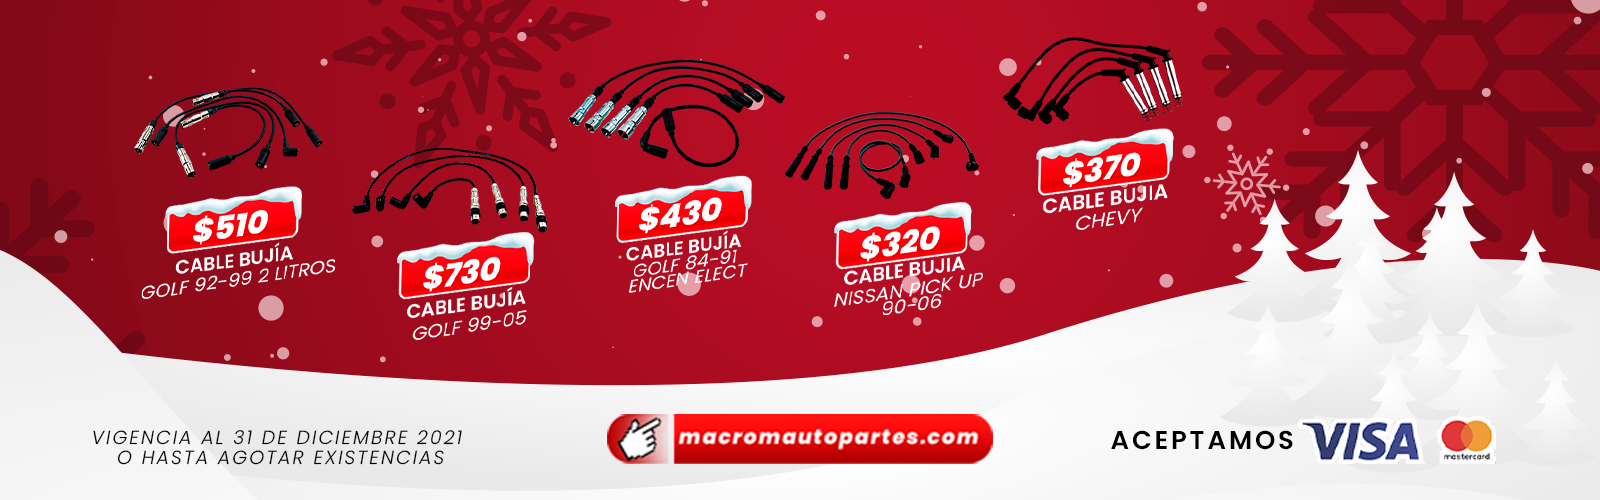 $510
CABLE BUJÍA
GOLF 92-99 2 LITROS
$730
CABLE BUJÍA
GOLF 99-05
$430
CABLE BUJÍA
GOLF 84-91
ENCEN ELECT
$320
CABLE BUJIA
NISSAN PICK UP
90-06
$370
CABLE BUJIA
CHEVY
VIGENCIA AL 31 DE DICIEMBRE 2021
O HASTA AGOTAR EXISTENCIAS
macromautopartes.com
ACEPTAMOS VISA mastercard